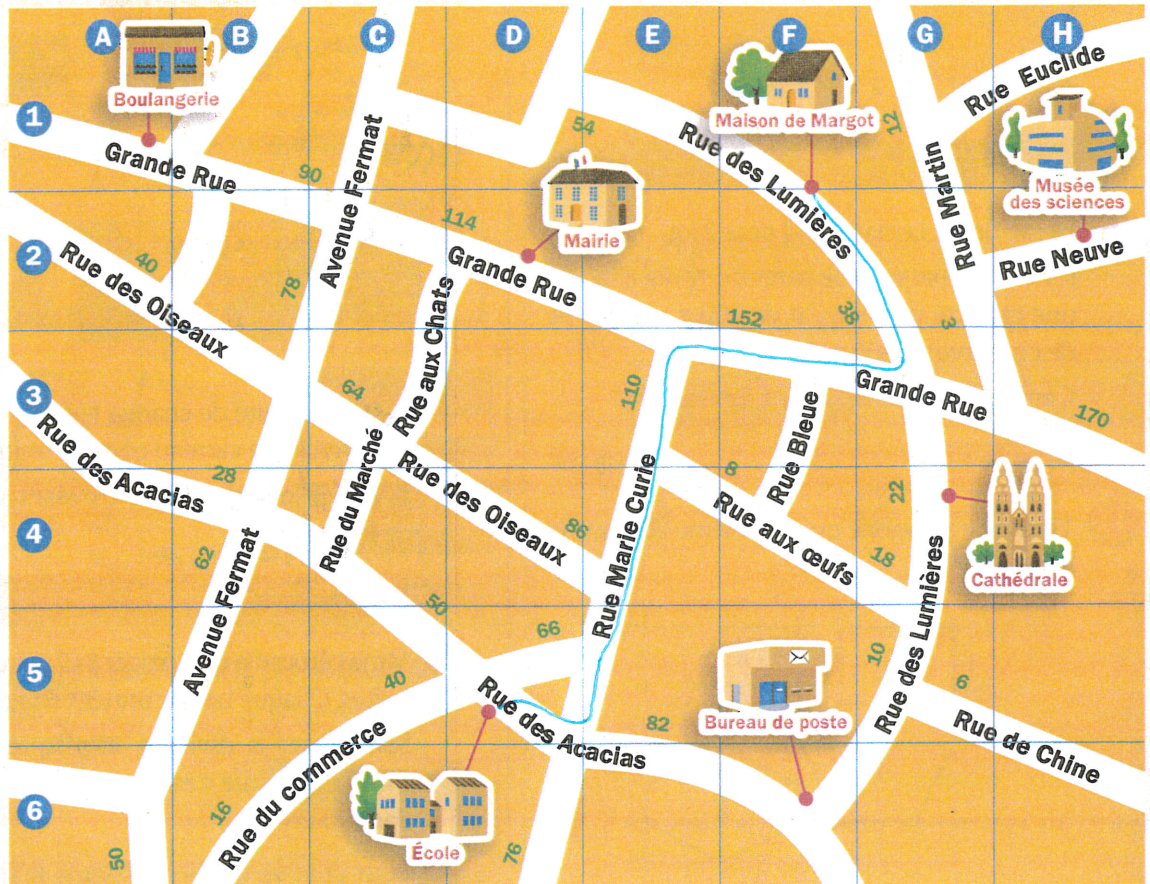 A
B
C
D
E
F
G
H
Rue Euclide
Boulangerie
1
Grande Rue
90
Avenue Fermat
54
Rue des Lumières
Maison de Margot
12
Rue Martin
Musée
des sciences
Rue Neuve
2
Rue des Oiseaux
40
78
114
Mairie
Grande Rue
152
38
3
3
Rue des Acacias
28
64
Rue aux Chats
110
Rue Bleue
Grande Rue
170
4
62
Avenue Fermat
Rue du Marché
Rue des Oiseaux
86
Rue Marie Curie
8
Rue aux œufs
18
22
Cathédrale
Rue des Lumières
5
50
66
40
Rue des Acacias
82
Bureau de poste
10
6
Rue de Chine
6
50
16
Rue du commerce
École
76